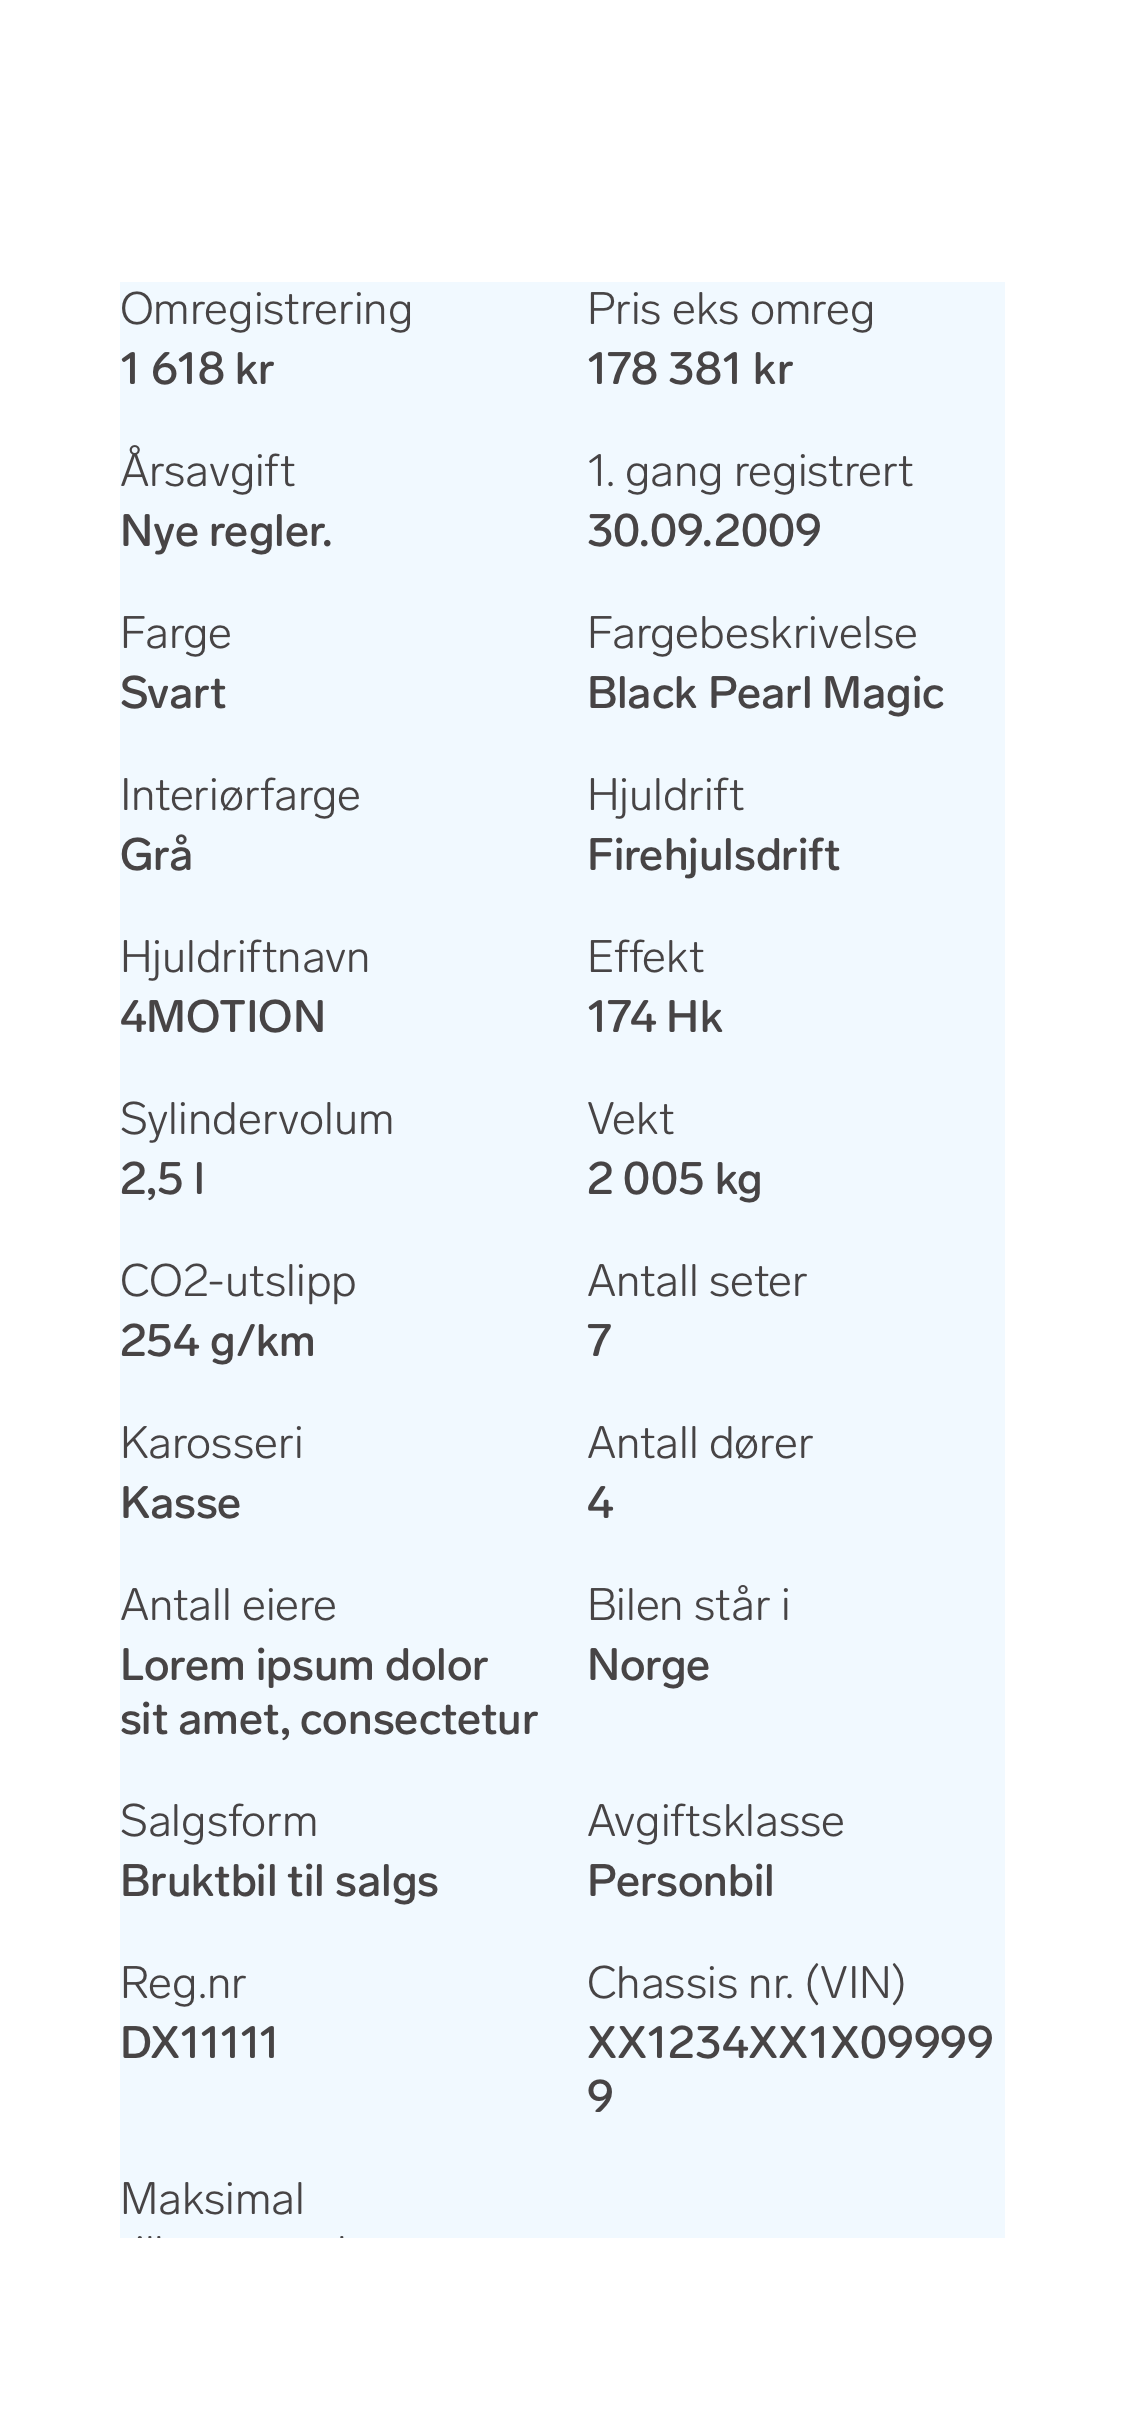 Omregistrering
1 618 kr
Pris eks omreg
178 381 kr
Årsavgift
Nye regler.
1. gang registrert
30.09.2009
Farge
Svart
Fargebeskrivelse
Black Pearl Magic
Interiørfarge
Grå
Hjuldrift
Firehjulsdrift
Hjuldriftnavn
4MOTION
Effekt
174 Hk
Sylindervolum
2,5 l
Vekt
2 005 kg
CO2-utslipp
254 g/km
Antall seter
7
Karosseri
Kasse
Antall dører
4
Antall eiere
Lorem ipsum dolor
sit amet, consectetur
Bilen står i
Norge
Salgsform
Bruktbil til salgs
Avgiftsklasse
Personbil
Reg.nr
DX11111
Chassis nr. (VIN)
XX1234XX1X09999
9
Maksimal